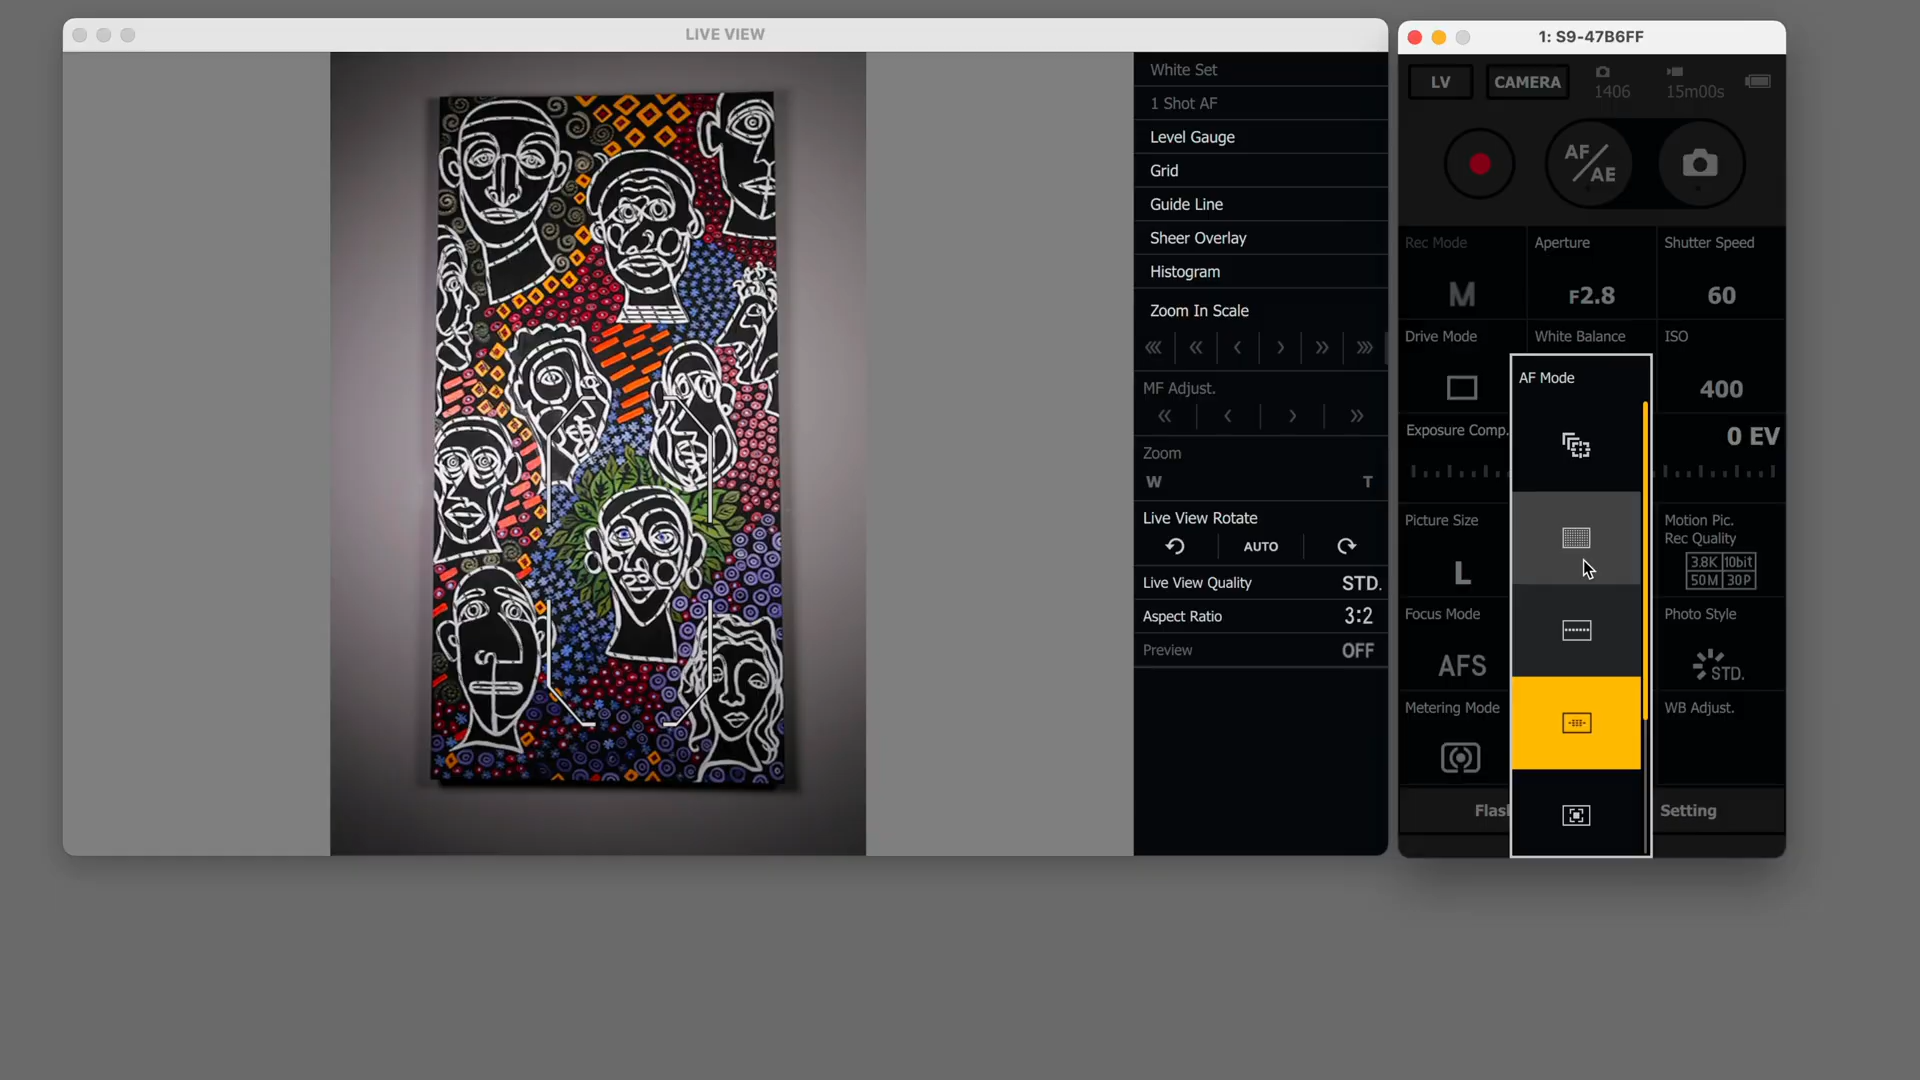 LIVE VIEW
White Set
1 Shot AF
Level Gauge
Grid
Guide Line
Sheer Overlay
Histogram
Zoom In Scale
MF Adjust.
Zoom
W T
Live View Rotate
AUTO
Live View Quality STD.
Aspect Ratio 3:2
Preview OFF
1: S9-47B6FF
LV CAMERA 1406 15m00s
AF/AE
Rec Mode Aperture Shutter Speed
M F2.8 60
Drive Mode White Balance ISO
AF Mode
400
Exposure Comp. 0 EV
Picture Size Motion Pic.
Rec Quality
L 3.8K 10bit
50M 30P
Focus Mode Photo Style
AFS STD.
Metering Mode WB Adjust.
Setting